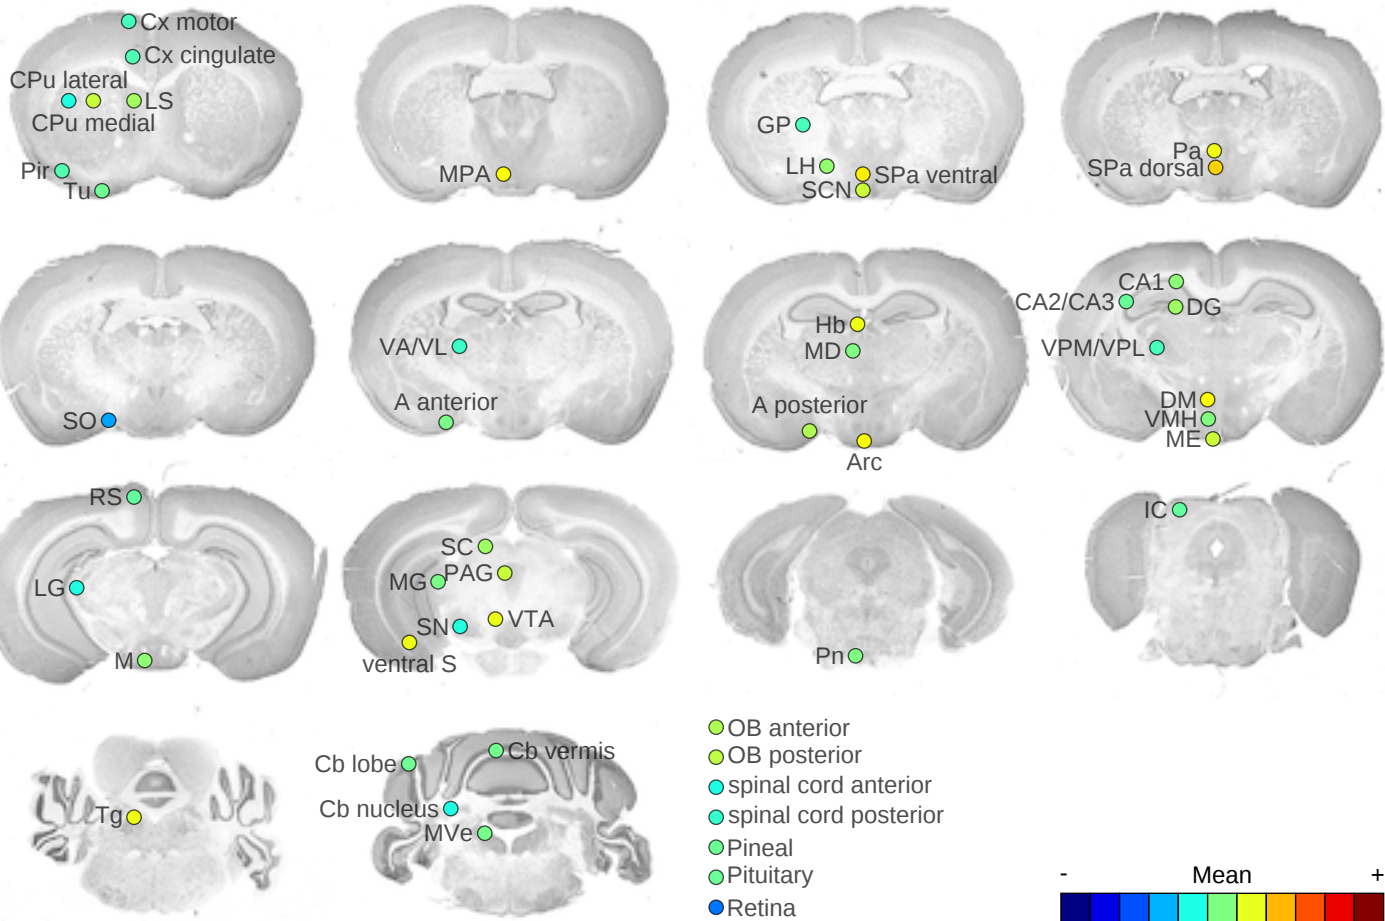 Cx motor
Cx cingulate
CPu lateral
LS
CPu medial
Pir
Tu
MPA
GP
LH
SPa ventral
SCN
Pa
SPa dorsal
SO
VA/VL
A anterior
Hb
MD
A posterior
Arc
CA1
CA2/CA3
DG
VPM/VPL
DM
VMH
ME
RS
LG
M
SC
MG
PAG
SN
VTA
ventral S
Pn
IC
Tg
Cb lobe
Cb vermis
Cb nucleus
MVe
OB anterior
OB posterior
spinal cord anterior
spinal cord posterior
Pineal
Pituitary
Retina
- Mean +